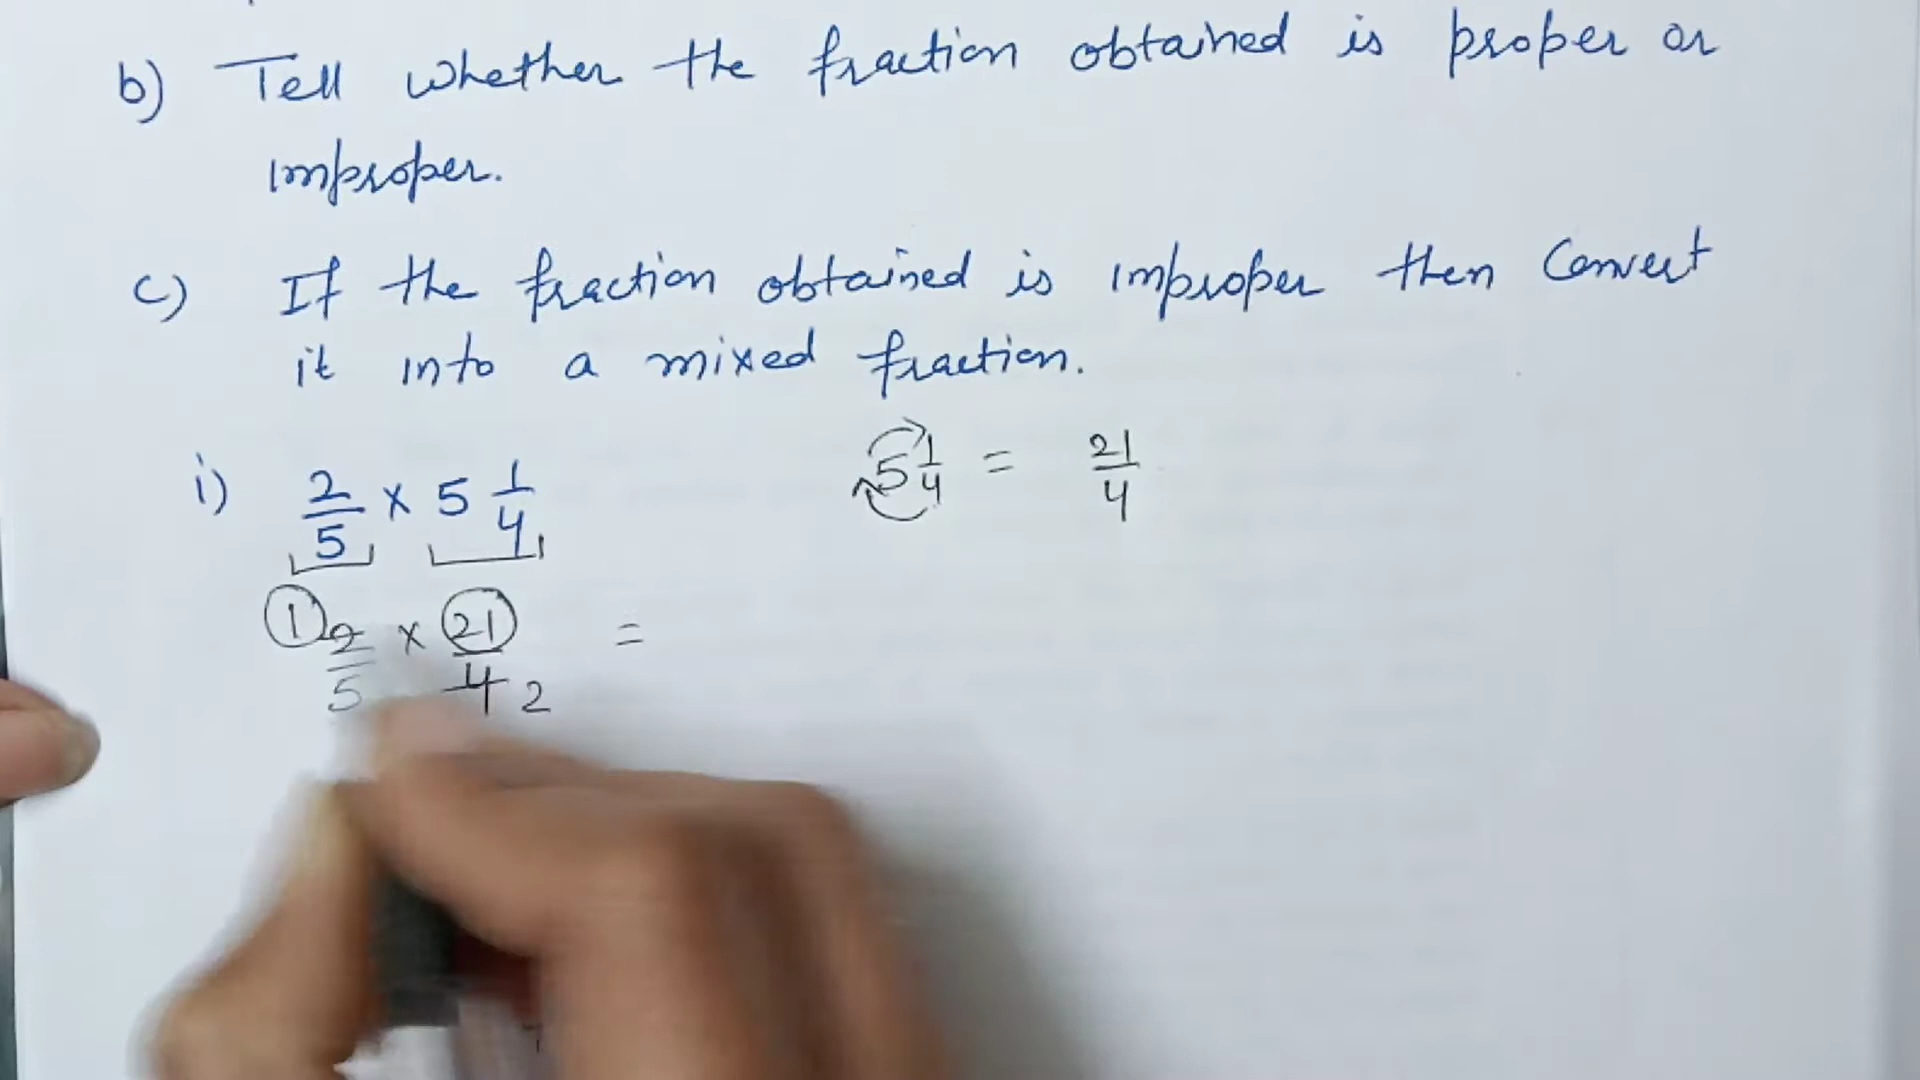 b) Tell whether the fraction obtained is proper or
improper.
c) If the fraction obtained is improper then convert
it into a mixed fraction.
i) 2/5 × 5 1/4
5 1/4 = 21/4
1 2/5 × 21/4 2 =